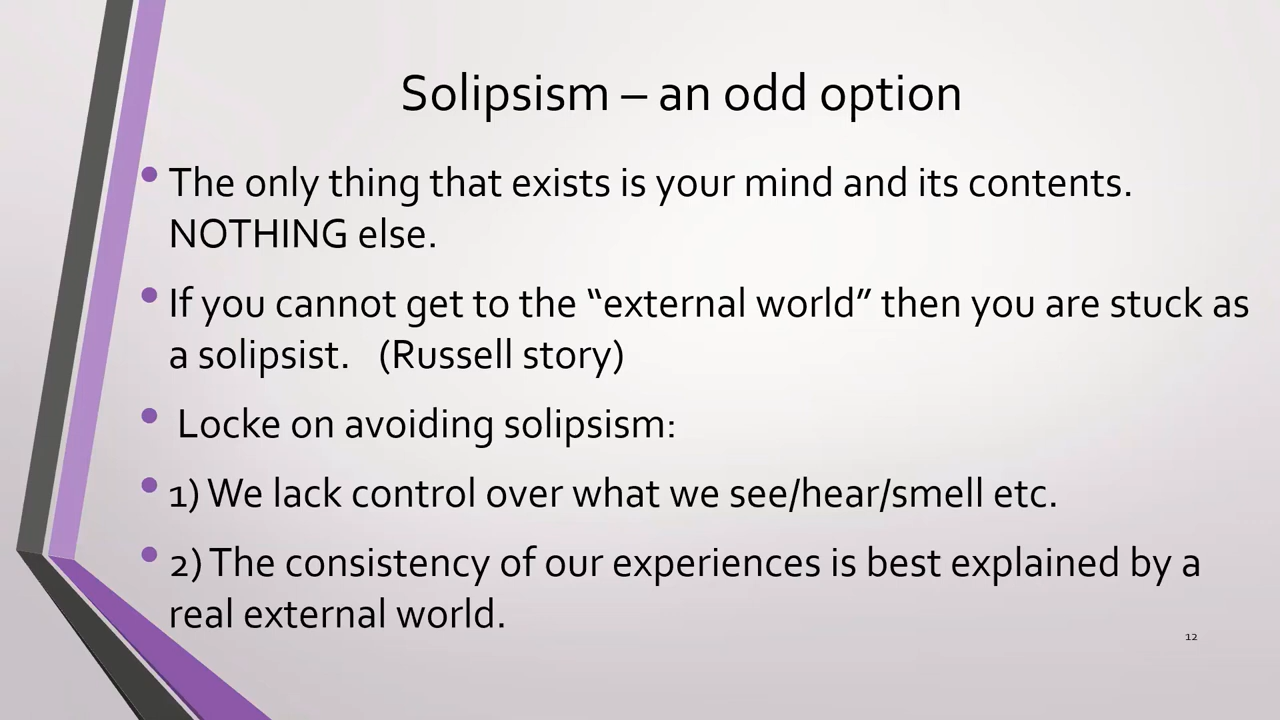 Solipsism – an odd option
• The only thing that exists is your mind and its contents.
NOTHING else.
• If you cannot get to the “external world” then you are stuck as
a solipsist. (Russell story)
• Locke on avoiding solipsism:
• 1) We lack control over what we see/hear/smell etc.
• 2) The consistency of our experiences is best explained by a
real external world.
12